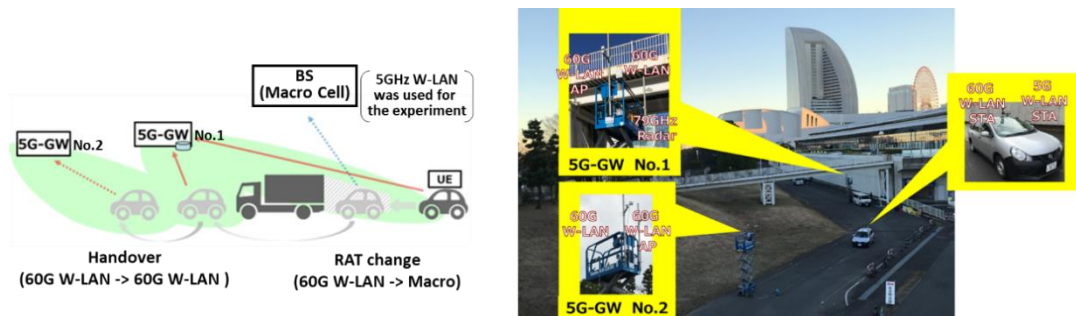 BS
(Macro Cell)
5GHz W-LAN
was used for
the experiment
5G-GW No.2
5G-GW No.1
UE
Handover
(60G W-LAN -> 60G W-LAN )
RAT change
(60G W-LAN -> Macro)
60G
W-LAN
AP
60G
W-LAN
79GHz
Radar
5G-GW No.1
60G
W-LAN
60G
W-LAN
AP
5G-GW No.2
60G
W-LAN
STA
5G
W-LAN
STA